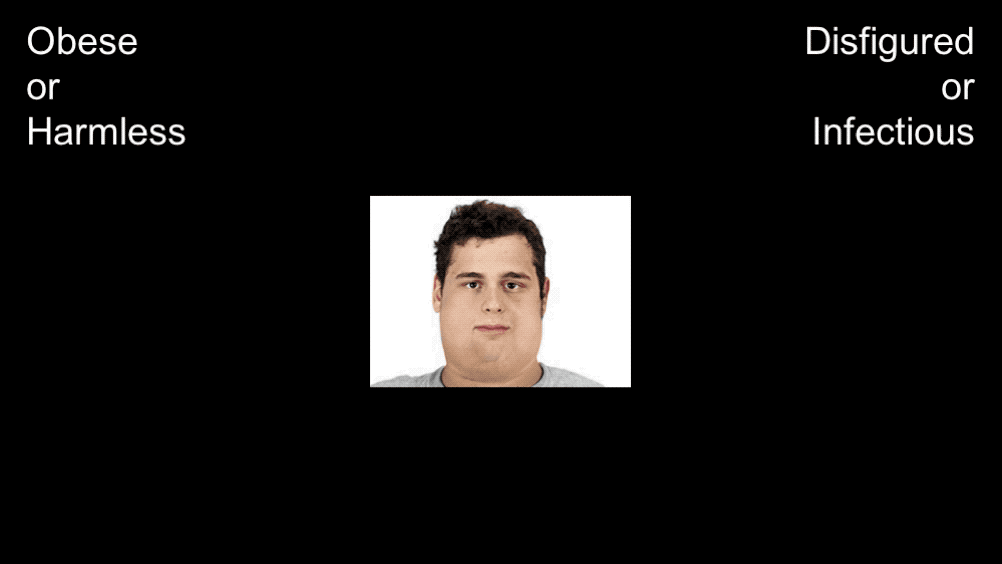 Obese
or
Harmless
Disfigured
or
Infectious